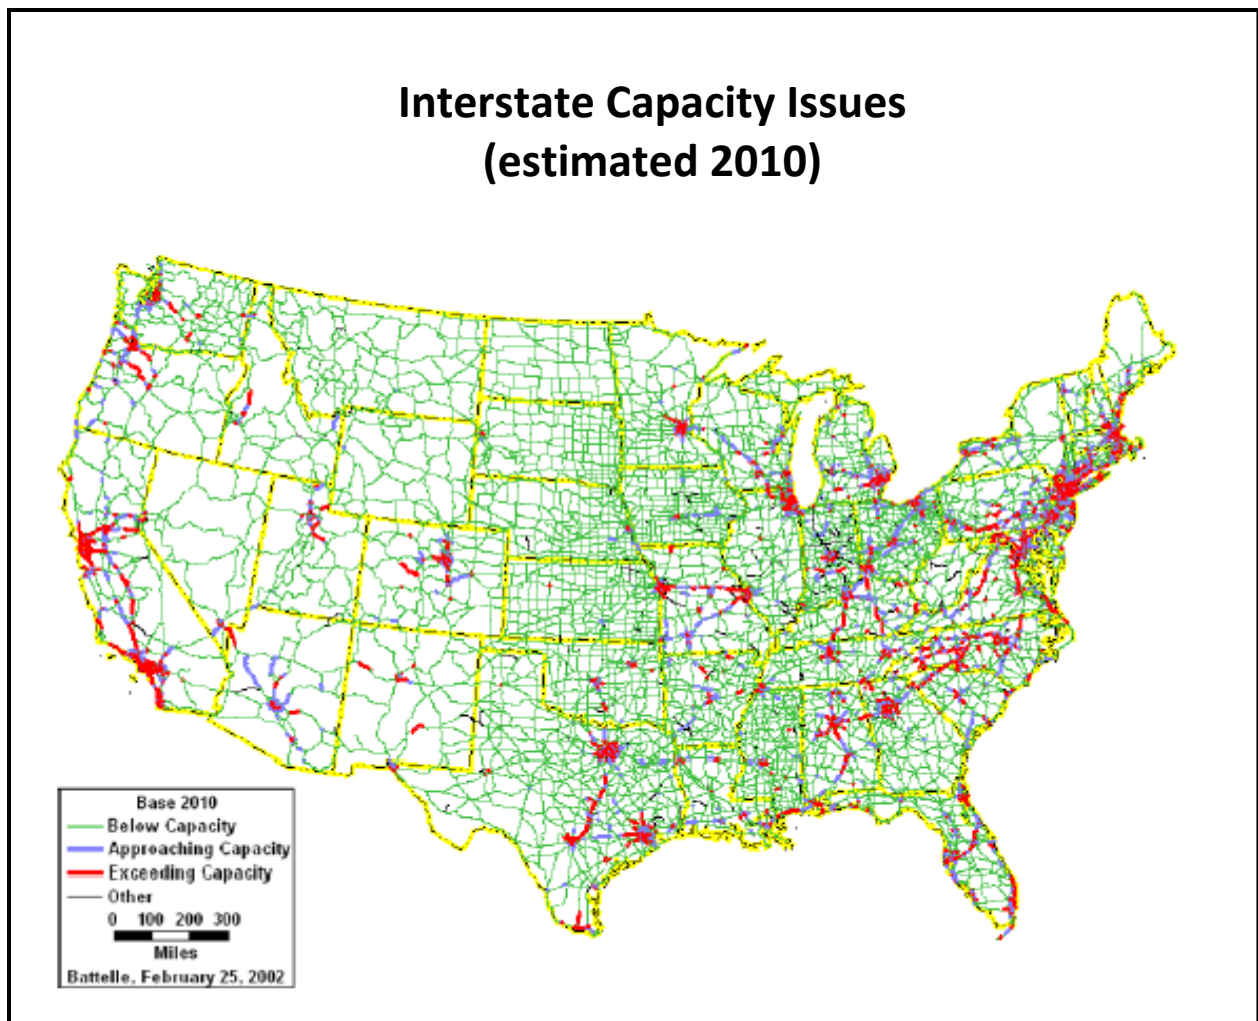 Interstate Capacity Issues
(estimated 2010)
Base 2010
Below Capacity
Approaching Capacity
Exceeding Capacity
Other
0 100 200 300
Miles
Battelle, February 25, 2002